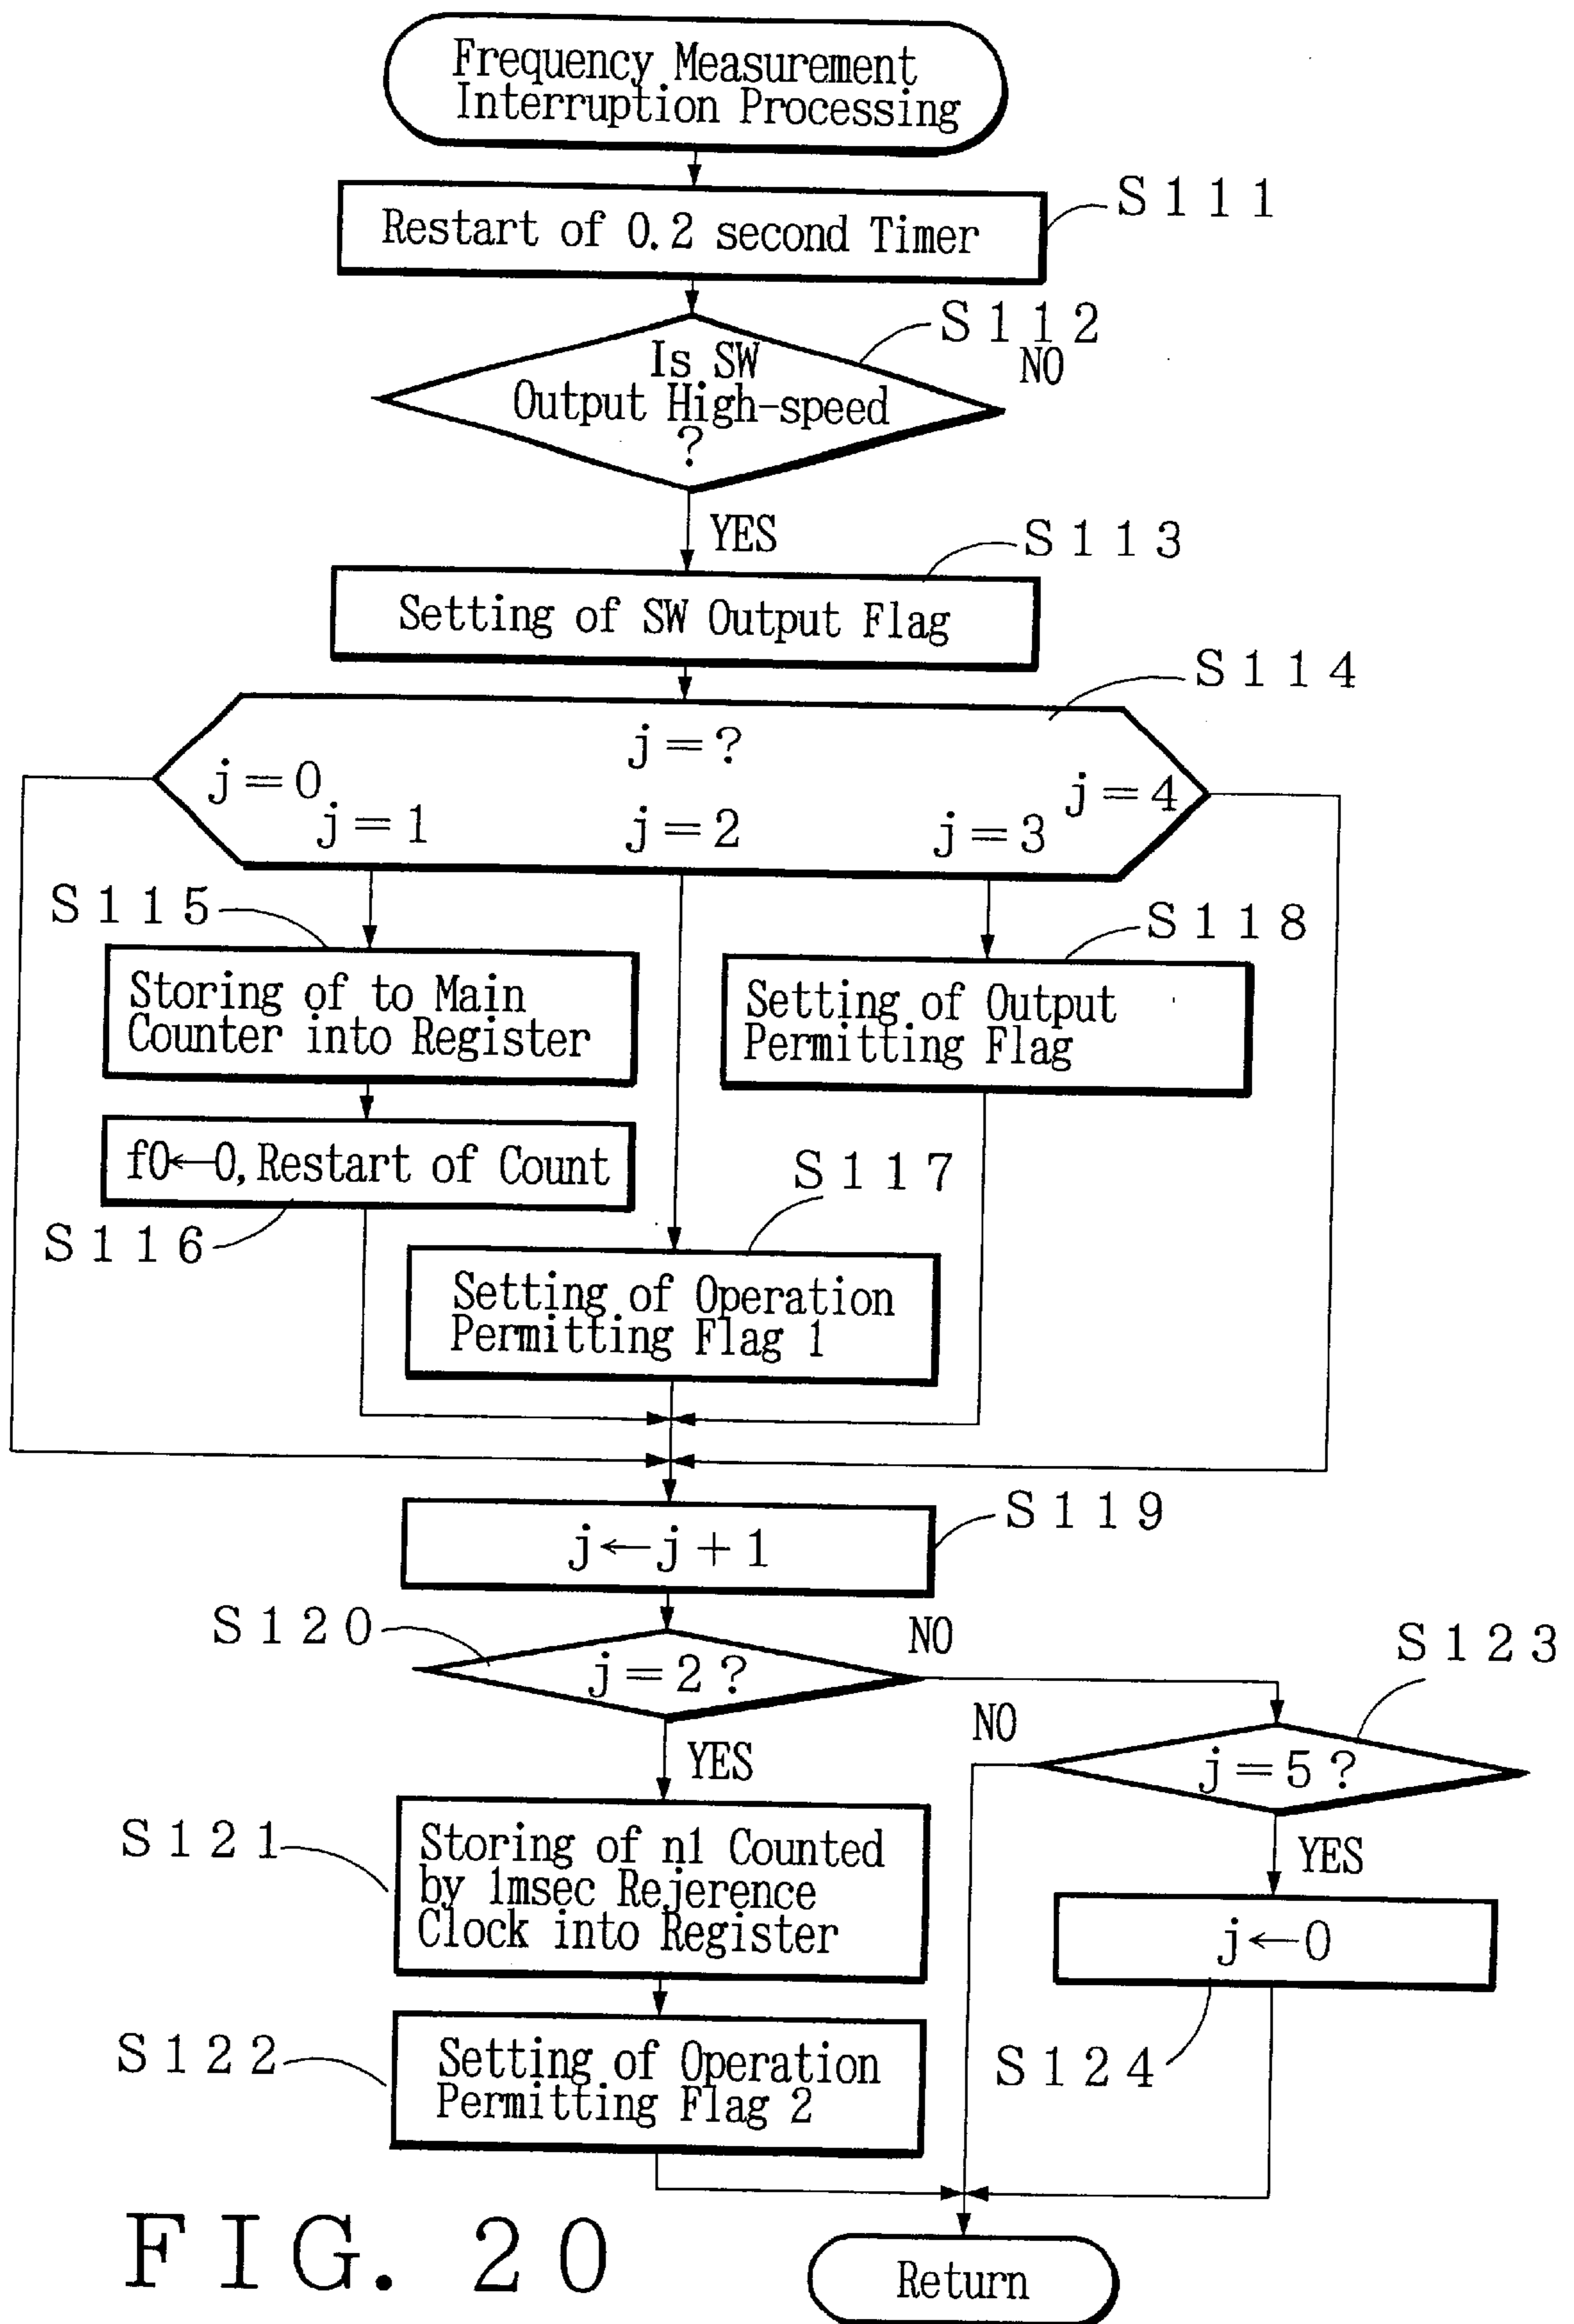 Frequency Measurement
Interruption Processing
S111
Restart of 0.2 second Timer
S112
NO
Is SW
Output High-speed
?
YES
S113
Setting of SW Output Flag
S114
j=?
j=0
j=4
j=1
j=2
j=3
S115
S118
Storing of to Main
Counter into Register
Setting of Output
Permitting Flag
f0←0,Restart of Count
S117
S116
Setting of Operation
Permitting Flag 1
S119
j←j+1
S120
NO
j=2?
S123
NO
j=5?
YES
S121
Storing of n1 Counted
by 1msec Rejerence
Clock into Register
YES
j←0
S122
Setting of Operation
Permitting Flag 2
S124
FIG. 20
Return